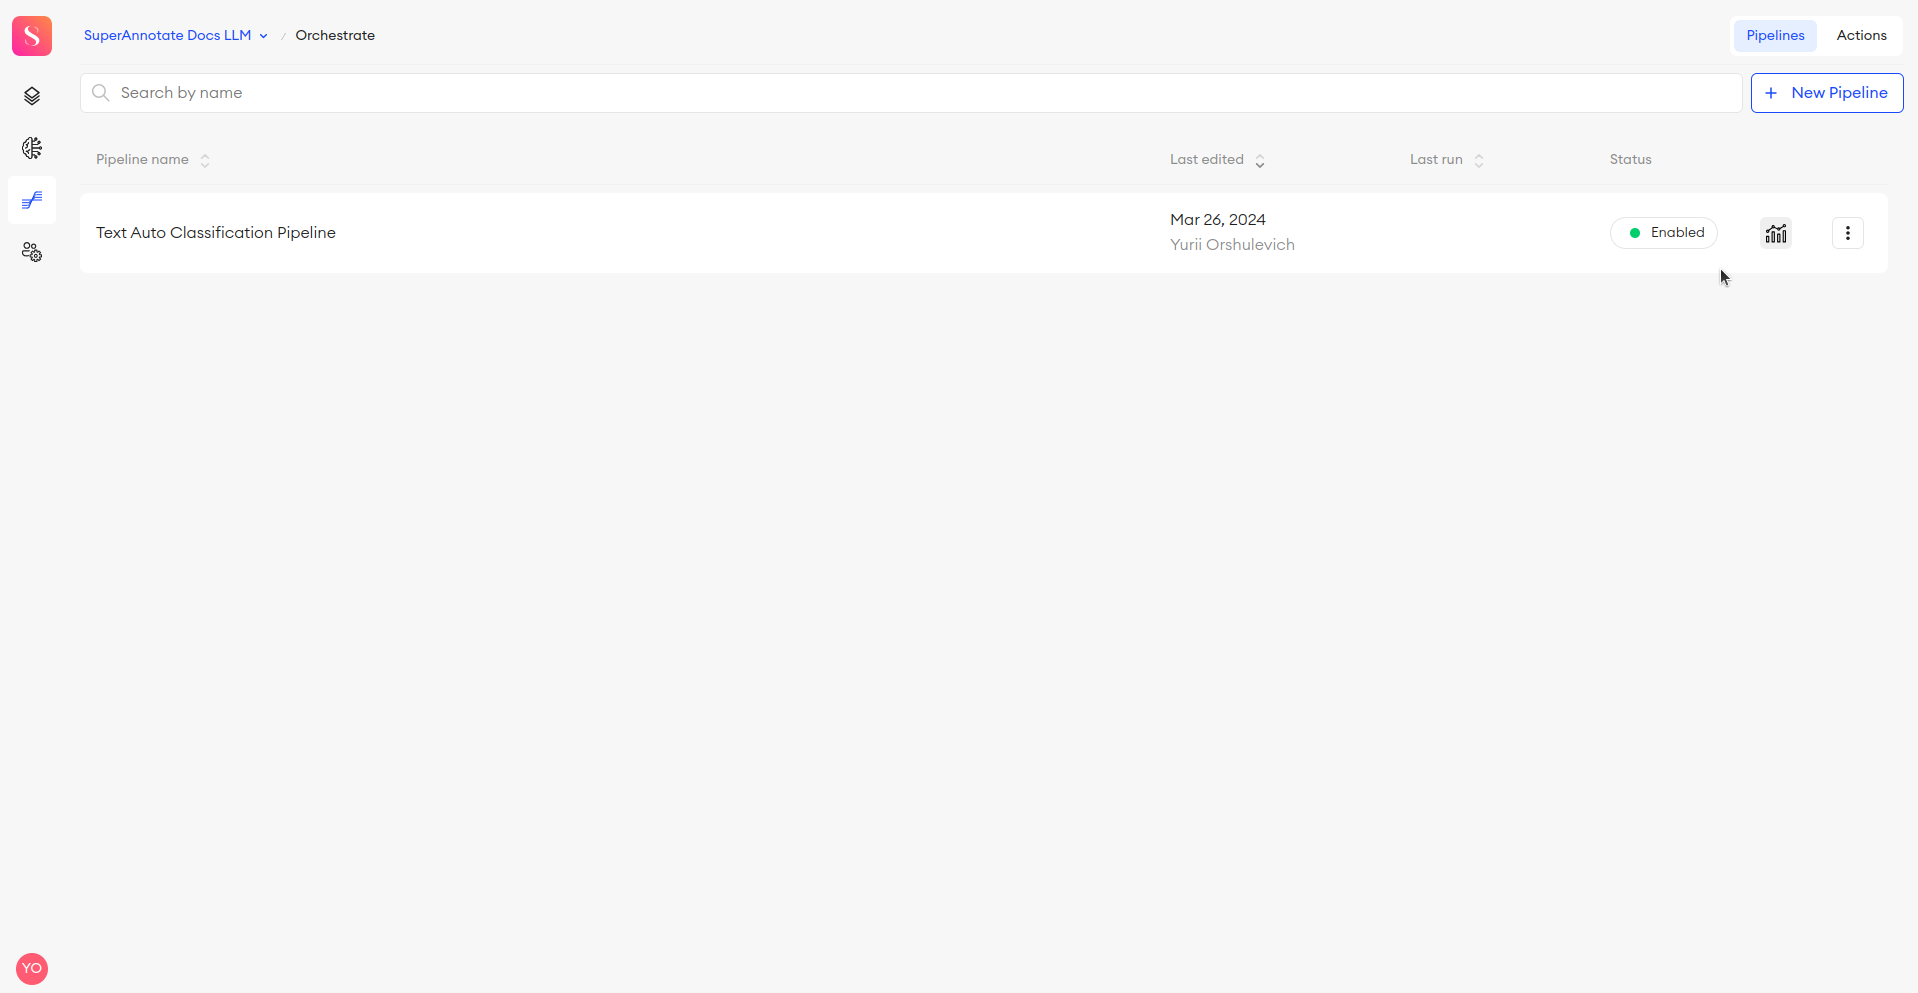 SuperAnnotate Docs LLM / Orchestrate
Pipelines Actions
Search by name
+ New Pipeline
Pipeline name Last edited Last run Status
Text Auto Classification Pipeline
Mar 26, 2024
Yurii Orshulevich
Enabled
YO